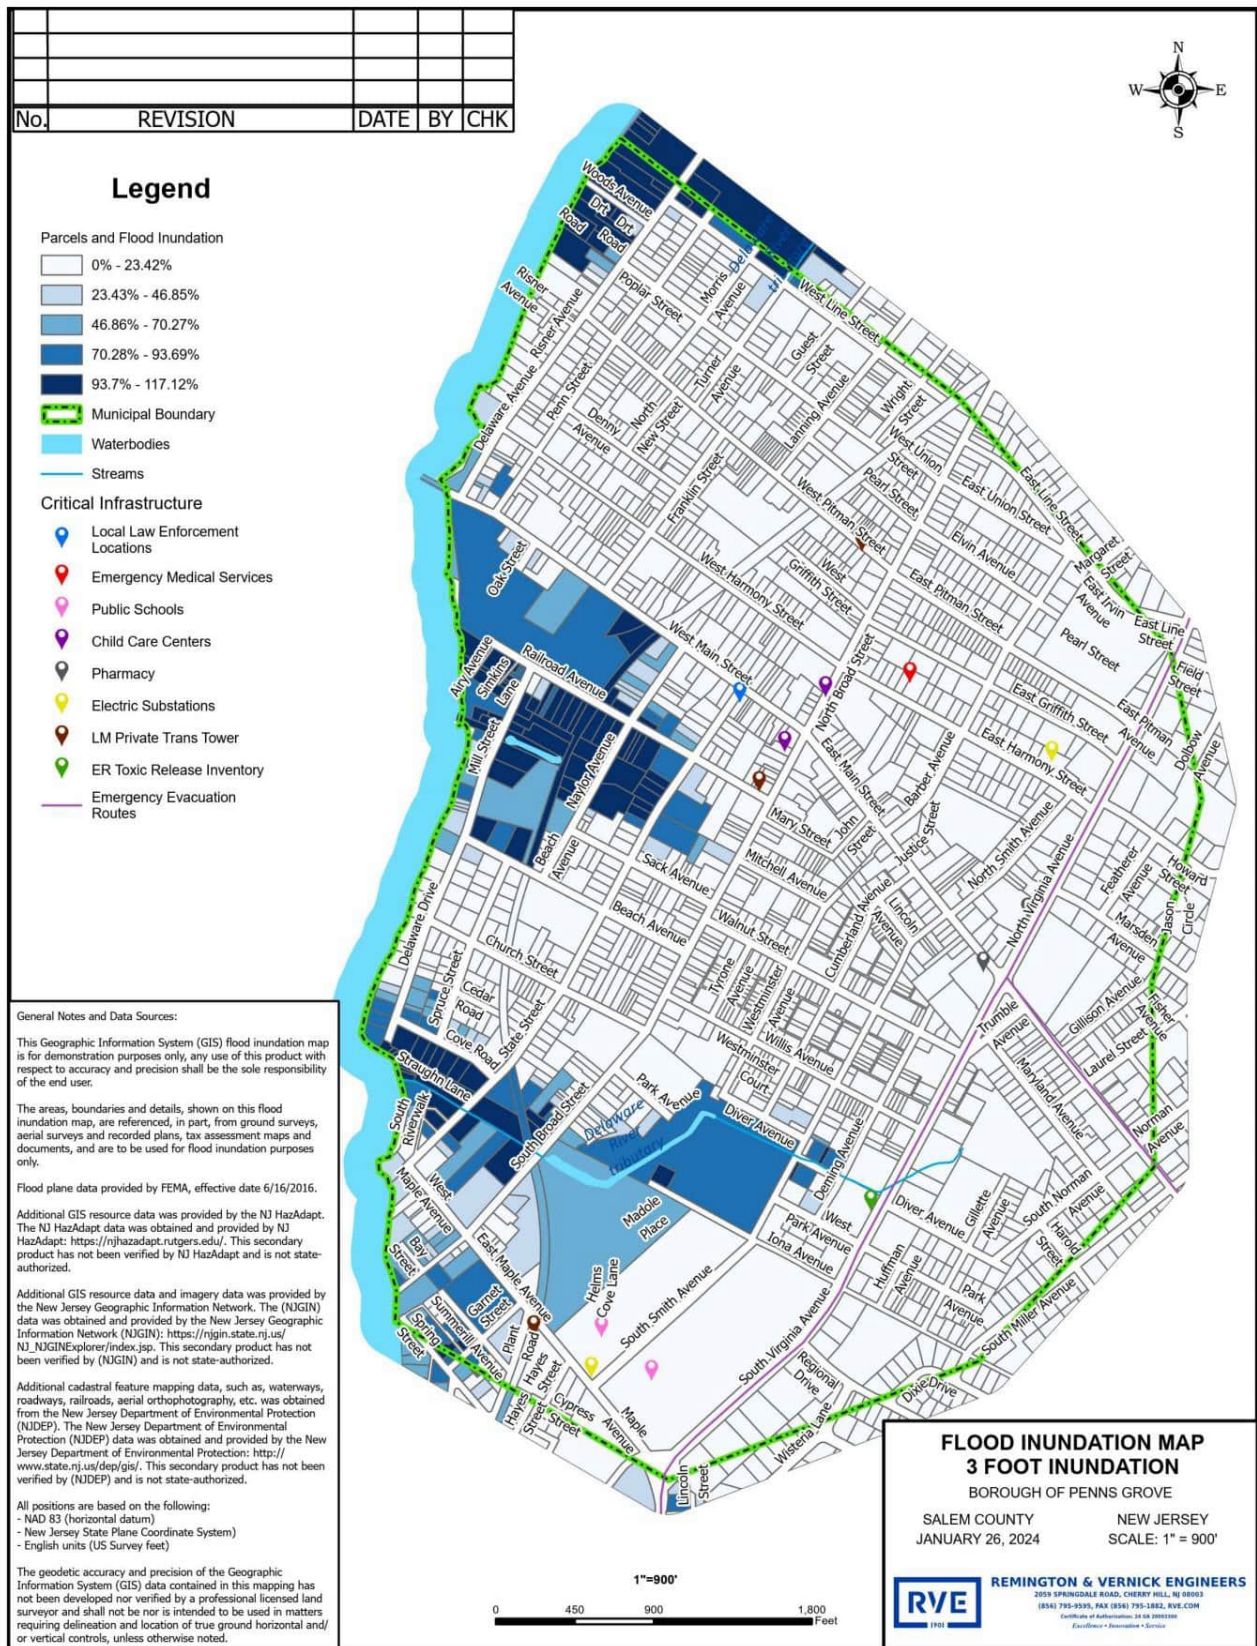 No. REVISION DATE BY CHK
N
W E
S
Legend
Parcels and Flood Inundation
0% - 23.42%
23.43% - 46.85%
46.86% - 70.27%
70.28% - 93.69%
93.7% - 117.12%
Municipal Boundary
Waterbodies
Streams
Critical Infrastructure
Local Law Enforcement
Locations
Emergency Medical Services
Public Schools
Child Care Centers
Pharmacy
Electric Substations
LM Private Trans Tower
ER Toxic Release Inventory
Emergency Evacuation
Routes
Woods Avenue
Drt
Road
Drt
Road
Risner
Avenue
Risner Avenue
Poplar Street
Morris
Avenue
West Line Street
Guest
Street
Turner
Avenue
Delaware Avenue
Penn Street
Denny
Avenue
North
New Street
Lanning Avenue
Wright
Street
West Union
Street
Pearl Street
East Union Street
East Line Street
Franklin Street
West Pitman Street
Elvin Avenue
Margaret
Street
East Irvin
Avenue
East Line
Street
Oak Street
West Harmony Street
West
Griffith Street
East Pitman Street
Pearl Street
Field
Street
Railroad Avenue
Airy Avenue
Simkins
Lane
West Main Street
North Broad Street
East Griffith Street
East Pitman
Avenue
East Harmony Street
Dolbow
Avenue
Mill Street
Naylor Avenue
East Main Street
Barber Avenue
Mary Street
John
Street
Justice Street
North Smith Avenue
North Virginia Avenue
Beach
Avenue
Sack Avenue
Mitchell Avenue
Featherer
Avenue
Howard
Street
Jason
Circle
Marsden
Avenue
Beach Avenue
Walnut Street
Cumberland Avenue
Lincoln
Avenue
Delaware Drive
Church Street
Spruce Street
Cedar
Road
State Street
Cove Road
Tyrone
Avenue
Westminster
Avenue
Willis Avenue
Westminster
Court
Trumble
Avenue
Gillison Avenue
Fisher
Avenue
Laurel Street
Maryland Avenue
Straughn Lane
South
Riverwalk
South Broad Street
Park Avenue
Delaware
River
tributary
Diver Avenue
Deming Avenue
Norman
Avenue
West
Maple Avenue
Madole
Place
West
Park Avenue
Iona Avenue
Diver Avenue
Gillette
Avenue
South Norman
Avenue
Harold
Street
Bay
Street
East Maple Avenue
Garnet
Street
Helms
Cove Lane
South Smith Avenue
Huffman
Avenue
Park
Avenue
South Miller Avenue
Summerill Avenue
Spring
Street
Plant
Road
Hayes
Street
Hayes
Street
Cypress
Street
Maple
Avenue
South Virginia Avenue
Regional
Drive
Dixie Drive
Wisteria Lane
Lincoln
Street
General Notes and Data Sources:
This Geographic Information System (GIS) flood inundation map
is for demonstration purposes only, any use of this product with
respect to accuracy and precision shall be the sole responsibility
of the end user.
The areas, boundaries and details, shown on this flood
inundation map, are referenced, in part, from ground surveys,
aerial surveys and recorded plans, tax assessment maps and
documents, and are to be used for flood inundation purposes
only.
Flood plane data provided by FEMA, effective date 6/16/2016.
Additional GIS resource data was provided by the NJ HazAdapt.
The NJ HazAdapt data was obtained and provided by NJ
HazAdapt: https://njhazadapt.rutgers.edu/. This secondary
product has not been verified by NJ HazAdapt and is not state-
authorized.
Additional GIS resource data and imagery data was provided by
the New Jersey Geographic Information Network. The (NJGIN)
data was obtained and provided by the New Jersey Geographic
Information Network (NJGIN): https://njgin.state.nj.us/
NJ_NJGINExplorer/index.jsp. This secondary product has not
been verified by (NJGIN) and is not state-authorized.
Additional cadastral feature mapping data, such as, waterways,
roadways, railroads, aerial orthophotography, etc. was obtained
from the New Jersey Department of Environmental Protection
(NJDEP). The New Jersey Department of Environmental
Protection (NJDEP) data was obtained and provided by the New
Jersey Department of Environmental Protection: http://
www.state.nj.us/dep/gis/. This secondary product has not been
verified by (NJDEP) and is not state-authorized.
All positions are based on the following:
- NAD 83 (horizontal datum)
- New Jersey State Plane Coordinate System)
- English units (US Survey feet)
The geodetic accuracy and precision of the Geographic
Information System (GIS) data contained in this mapping has
not been developed nor verified by a professional licensed land
surveyor and shall not be nor is intended to be used in matters
requiring delineation and location of true ground horizontal and/
or vertical controls, unless otherwise noted.
1"=900'
0 450 900 1,800
Feet
FLOOD INUNDATION MAP
3 FOOT INUNDATION
BOROUGH OF PENNS GROVE
SALEM COUNTY NEW JERSEY
JANUARY 26, 2024 SCALE: 1" = 900'
RVE
1901
REMINGTON & VERNICK ENGINEERS
2059 SPRINGDALE ROAD, CHERRY HILL, NJ 08003
(856) 795-9595, FAX (856) 795-1882, RVE.COM
Excellence • Innovation • Service